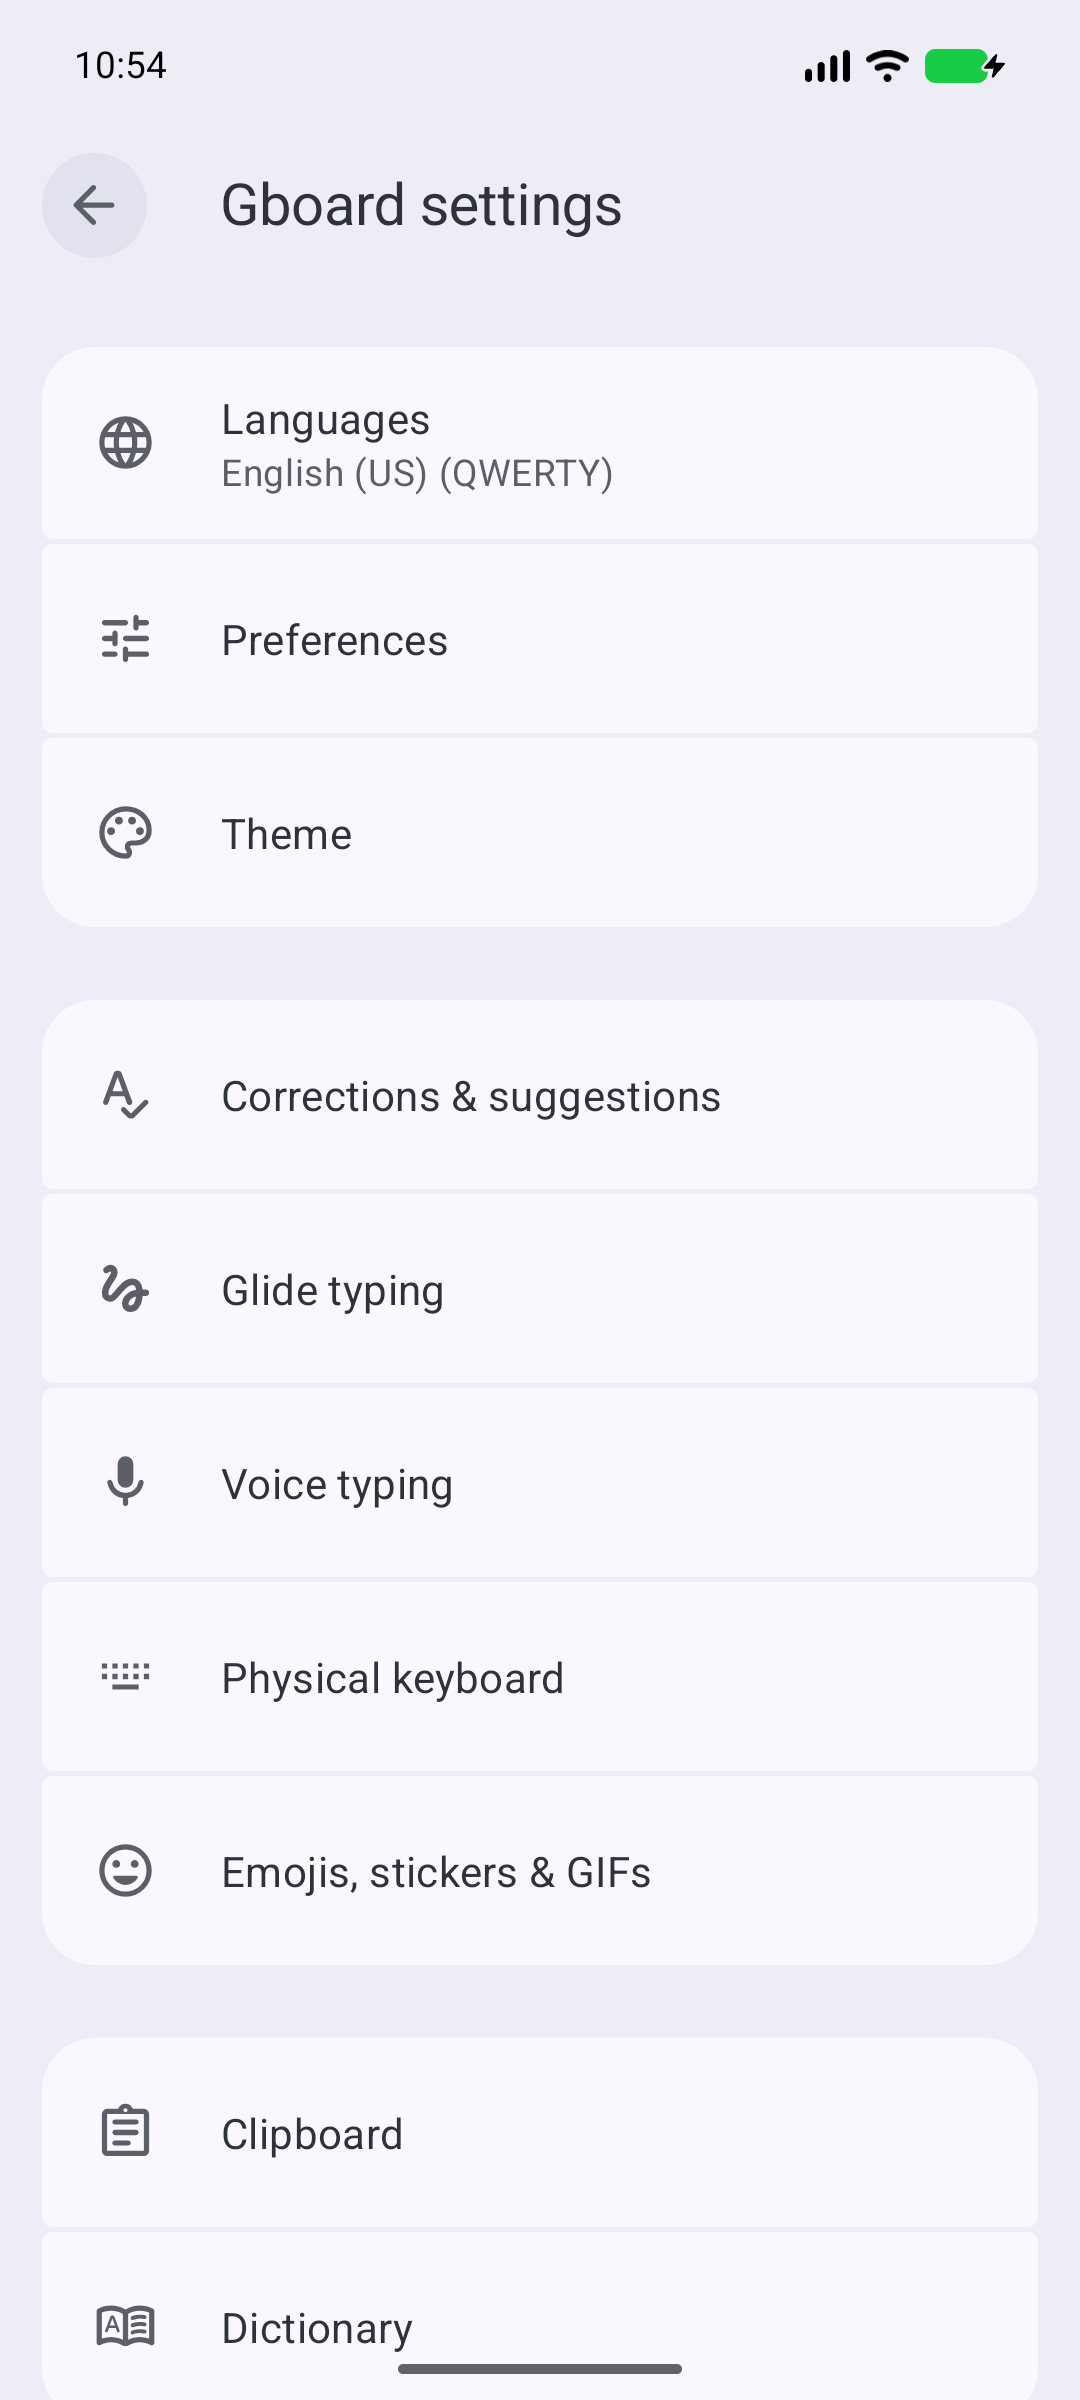 10:54
Gboard settings
Languages
English (US) (QWERTY)
Preferences
Theme
Corrections & suggestions
Glide typing
Voice typing
Physical keyboard
Emojis, stickers & GIFs
Clipboard
Dictionary